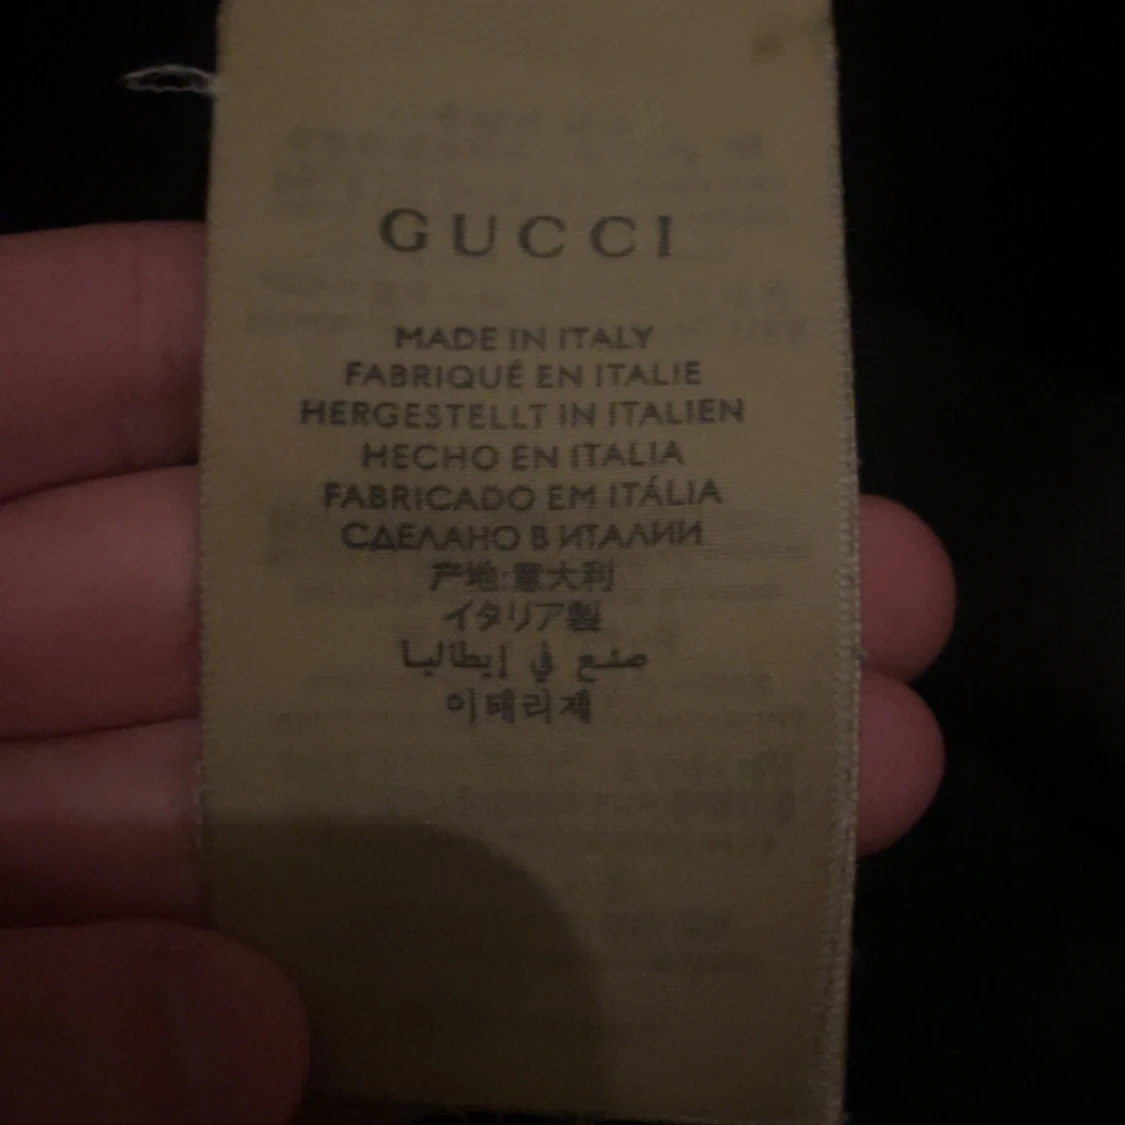 GUCCI
MADE IN ITALY
FABRIQUÉ EN ITALIE
HERGESTELLT IN ITALIEN
HECHO EN ITALIA
FABRICADO EM ITÁLIA
СДЕЛАНО В ИТАЛИИ
产地:意大利
イタリア製
صنع في إيطاليا
이태리제